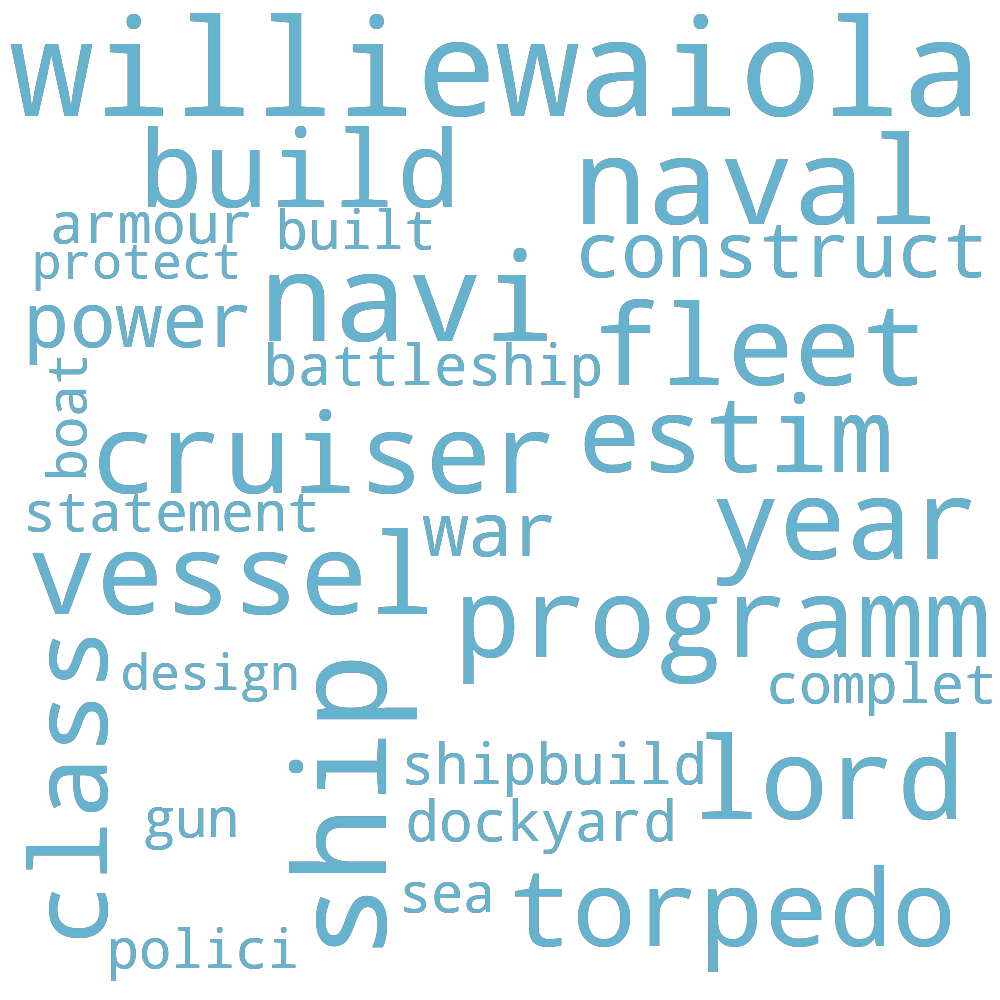 williewaiola
build
naval
armour
built
construct
protect
navi
power
fleet
battleship
boat
cruiser
estim
statement
war
year
vessel
programm
class
design
ship
complet
shipbuild
lord
gun
dockyard
sea
torpedo
polici